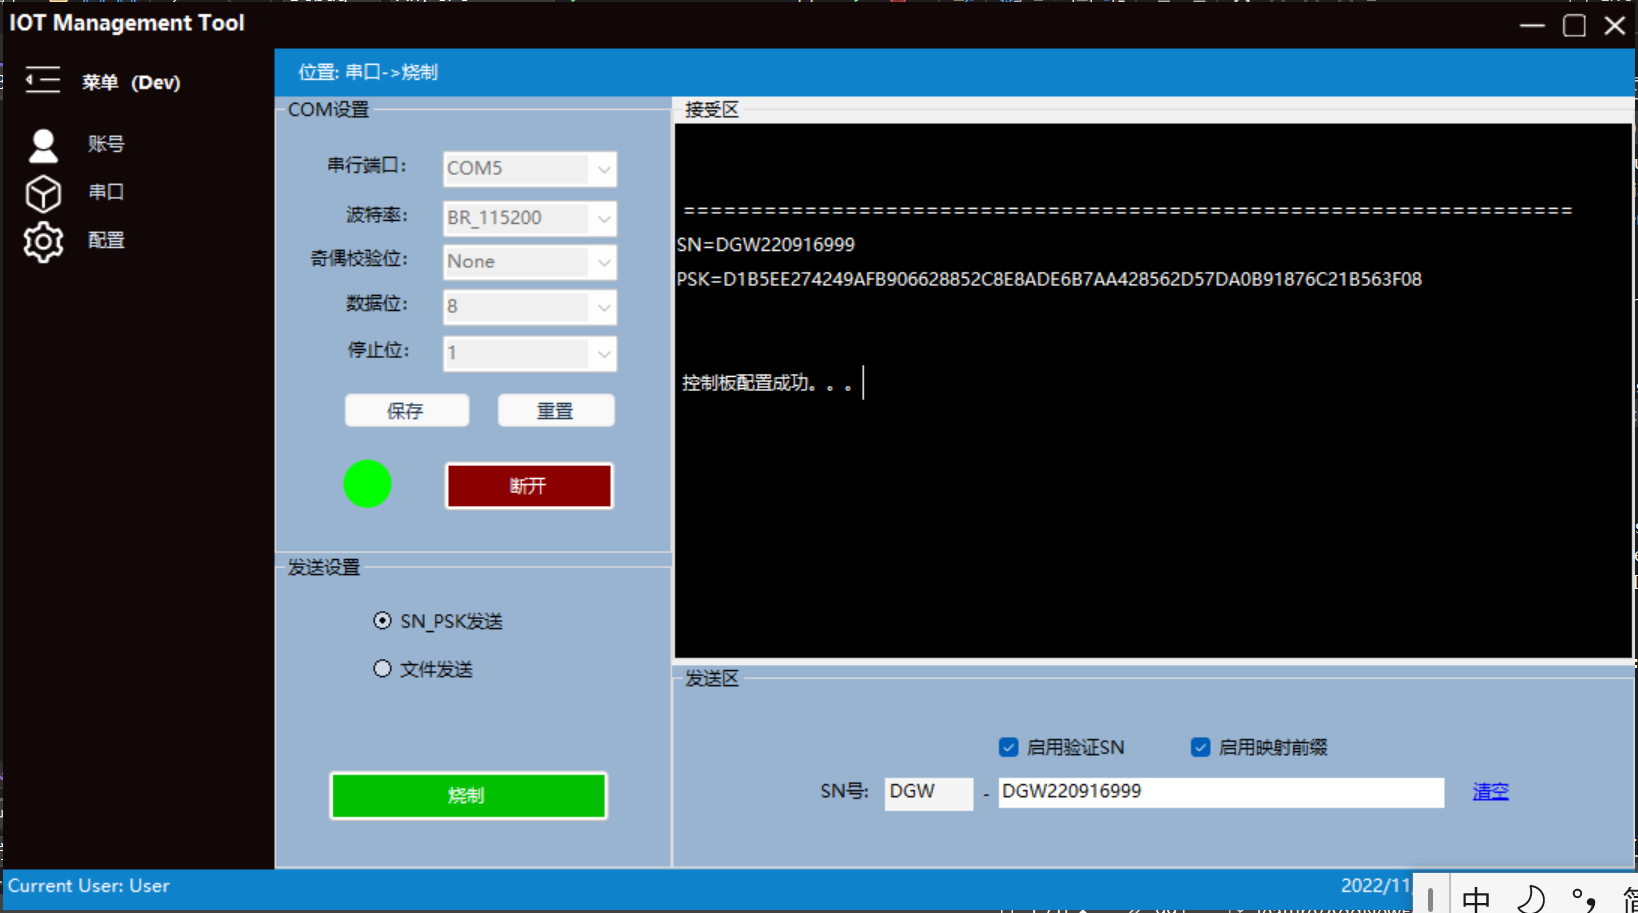 IOT Management Tool
菜单 (Dev)
账号
串口
配置
位置: 串口->烧制
COM设置
串行端口: COM5
波特率: BR_115200
奇偶校验位: None
数据位: 8
停止位: 1
保存 重置
断开
发送设置
SN_PSK发送
文件发送
烧制
接受区
==================================================================
SN=DGW220916999
PSK=D1B5EE274249AFB906628852C8E8ADE6B7AA428562D57DA0B91876C21B563F08
控制板配置成功。。。
发送区
启用验证SN 启用映射前缀
SN号: DGW - DGW220916999 清空
Current User: User 2022/11
中 简